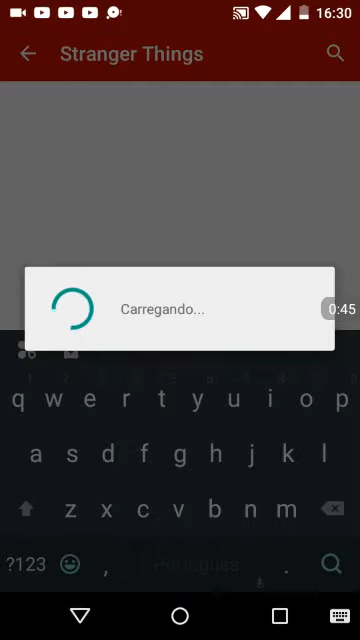 16:30
Stranger Things
Carregando...
0:45
q w e r t y u i o p
a s d f g h j k l
z x c v b n m
?123 , Português .